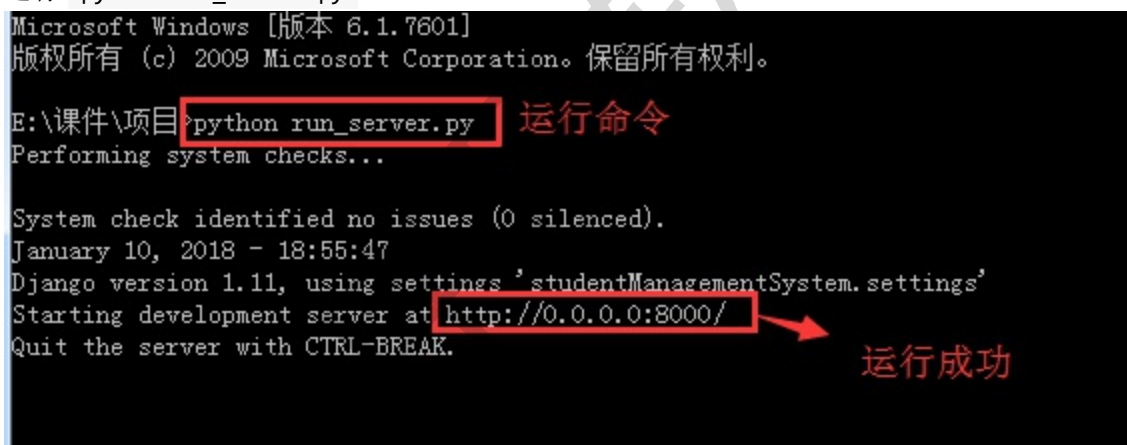 Microsoft Windows [版本 6.1.7601]
版权所有 (c) 2009 Microsoft Corporation。保留所有权利。
E:\课件\项目>python run_server.py 运行命令
Performing system checks...
System check identified no issues (0 silenced).
January 10, 2018 - 18:55:47
Django version 1.11, using settings 'studentManagementSystem.settings'
Starting development server at http://0.0.0.0:8000/
Quit the server with CTRL-BREAK.
运行成功